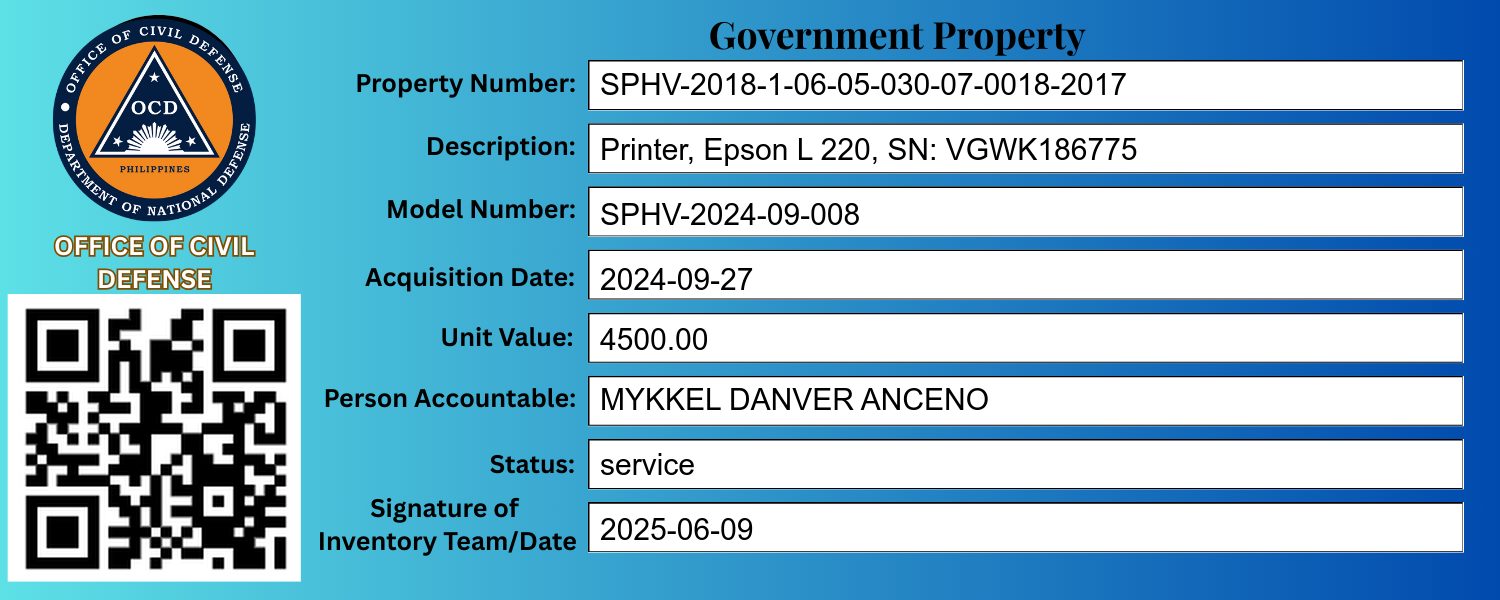 OFFICE OF CIVIL DEFENSE
OCD
PHILIPPINES
DEPARTMENT OF NATIONAL DEFENSE
OFFICE OF CIVIL
DEFENSE
Government Property
Property Number: SPHV-2018-1-06-05-030-07-0018-2017
Description: Printer, Epson L 220, SN: VGWK186775
Model Number: SPHV-2024-09-008
Acquisition Date: 2024-09-27
Unit Value: 4500.00
Person Accountable: MYKKEL DANVER ANCENO
Status: service
Signature of
Inventory Team/Date 2025-06-09